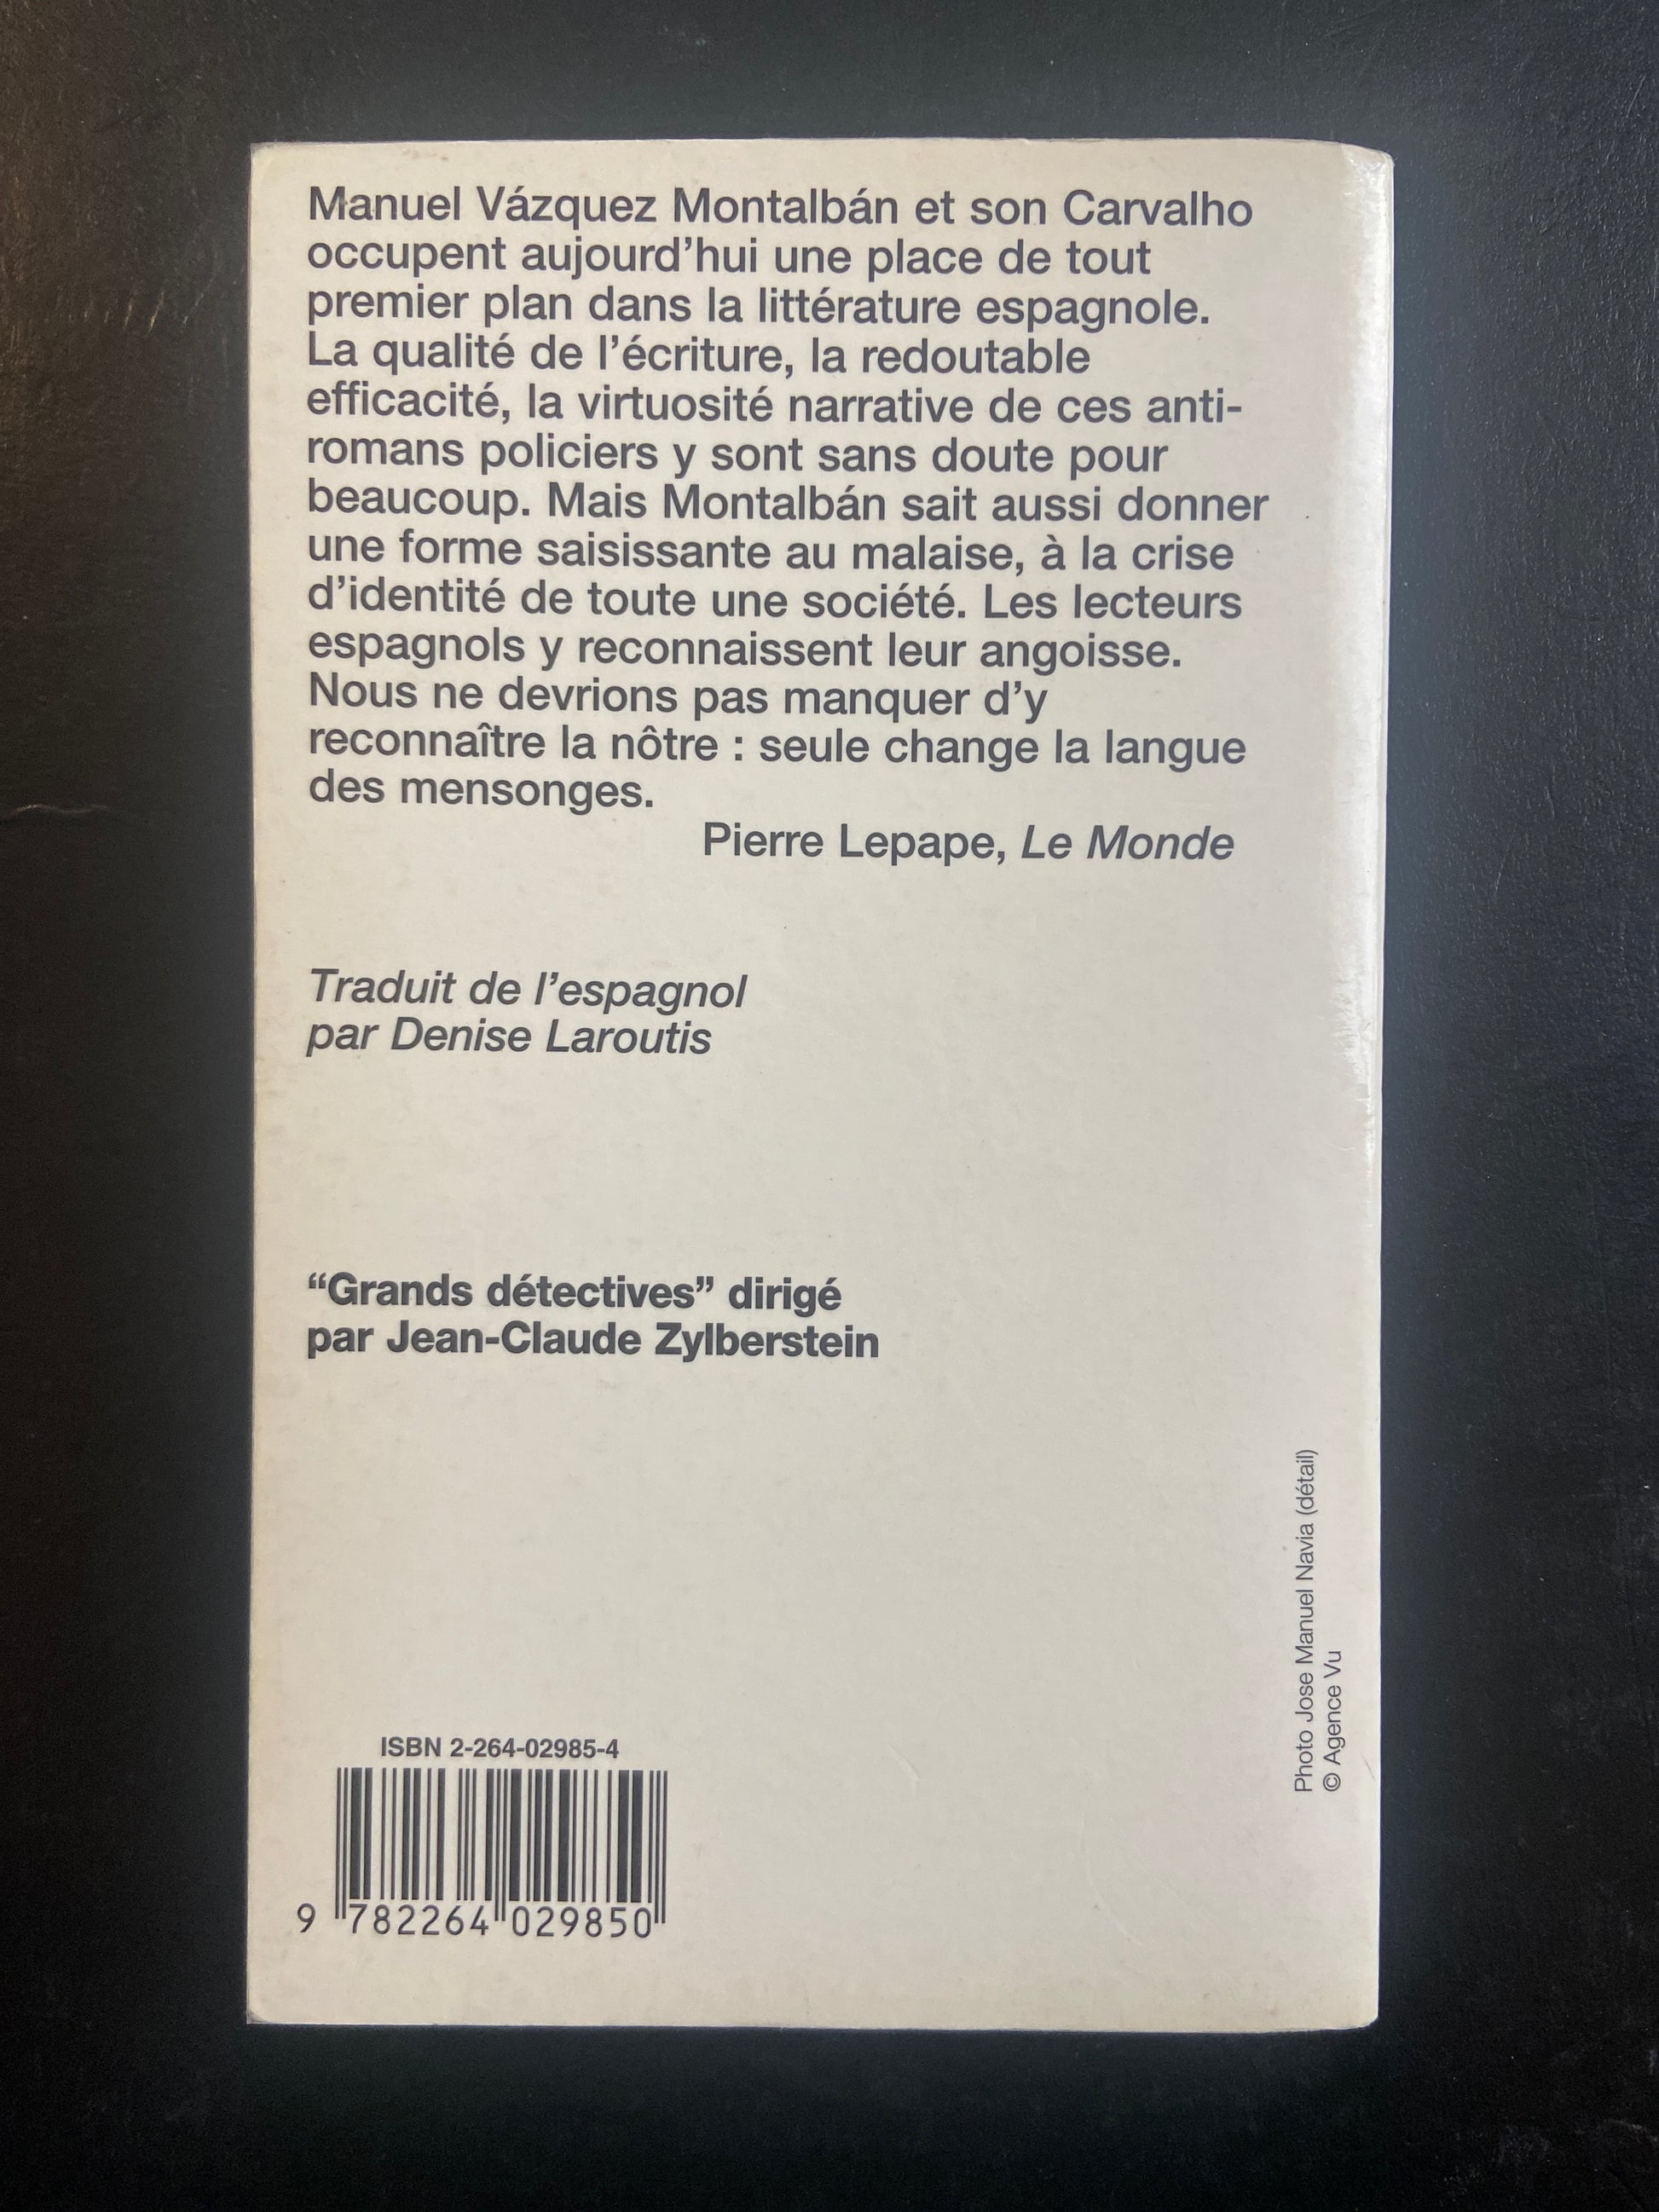 Manuel Vázquez Montalbán et son Carvalho
occupent aujourd’hui une place de tout
premier plan dans la littérature espagnole.
La qualité de l’écriture, la redoutable
efficacité, la virtuosité narrative de ces anti-
romans policiers y sont sans doute pour
beaucoup. Mais Montalbán sait aussi donner
une forme saisissante au malaise, à la crise
d’identité de toute une société. Les lecteurs
espagnols y reconnaissent leur angoisse.
Nous ne devrions pas manquer d’y
reconnaître la nôtre : seule change la langue
des mensonges.
Pierre Lepape, Le Monde
Traduit de l’espagnol
par Denise Laroutis
“Grands détectives” dirigé
par Jean-Claude Zylberstein
Photo Jose Manuel Navia (détail)
© Agence Vu
ISBN 2-264-02985-4
9 782264 029850